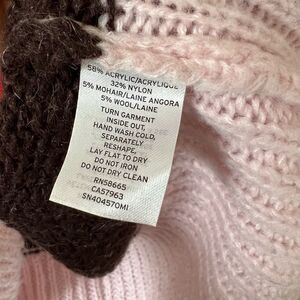 58% ACRYLIC/ACRYLIQUE
32% NYLON
5% MOHAIR/LAINE ANGORA
5% WOOL/LAINE
TURN GARMENT
INSIDE OUT,
HAND WASH COLD,
SEPARATELY
RESHAPE,
LAY FLAT TO DRY
DO NOT IRON
DO NOT DRY CLEAN
RN58665
CA57963
SN404570MI